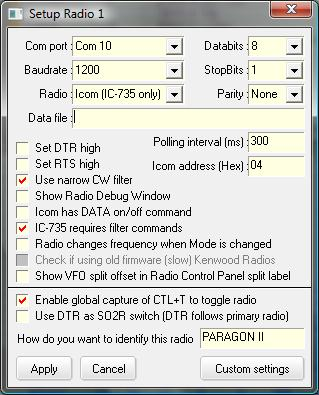 Setup Radio 1
Com port : Com 10 Databits : 8
Baudrate : 1200 StopBits : 1
Radio : Icom (IC-735 only) Parity : None
Data file :
Set DTR high Polling interval (ms) : 300
Set RTS high Icom address (Hex) : 04
Use narrow CW filter
Show Radio Debug Window
Icom has DATA on/off command
IC-735 requires filter commands
Radio changes frequency when Mode is changed
Check if using old firmware (slow) Kenwood Radios
Show VFO split offset in Radio Control Panel split label
Enable global capture of CTL+T to toggle radio
Use DTR as SO2R switch (DTR follows primary radio)
How do you want to identify this radio PARAGON II
Apply Cancel Custom settings